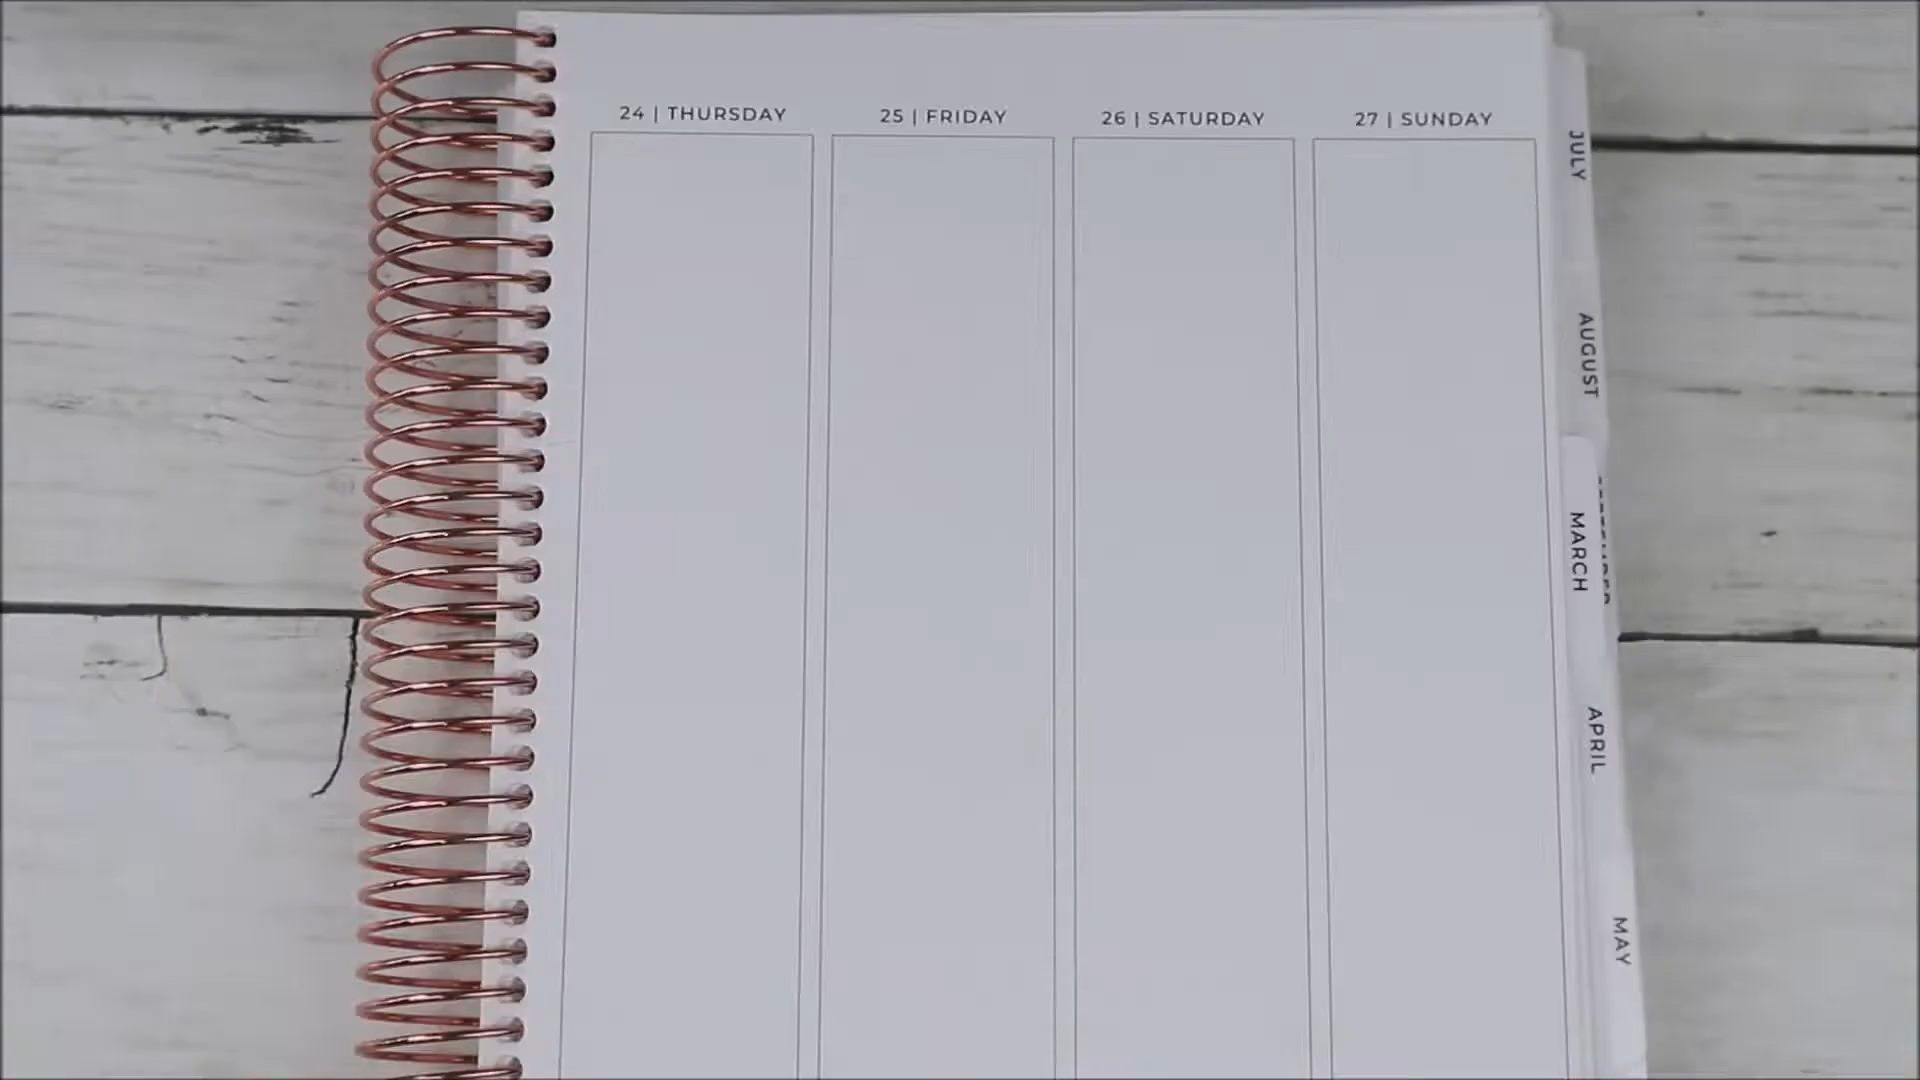 24 | THURSDAY
25 | FRIDAY
26 | SATURDAY
27 | SUNDAY
JULY
AUGUST
MARCH
APRIL
MAY